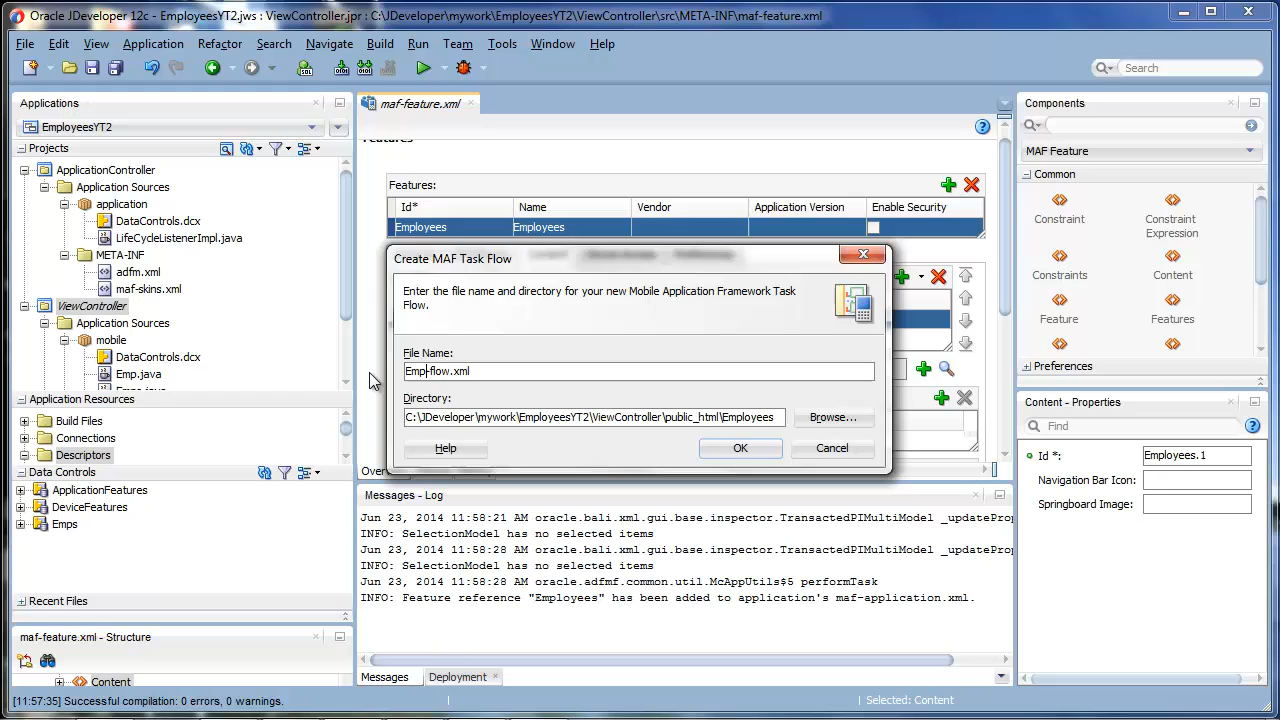 Oracle JDeveloper 12c - EmployeesYT2.jws : ViewController.jpr : C:\JDeveloper\mywork\EmployeesYT2\ViewController\src\META-INF\maf-feature.xml
File Edit View Application Refactor Search Navigate Build Run Team Tools Window Help
Search
Applications
EmployeesYT2
Projects
ApplicationController
Application Sources
application
DataControls.dcx
LifeCycleListenerImpl.java
META-INF
adfm.xml
maf-skins.xml
ViewController
Application Sources
mobile
DataControls.dcx
Emp.java
Application Resources
Build Files
Connections
Descriptors
Data Controls
ApplicationFeatures
DeviceFeatures
Emps
Recent Files
maf-feature.xml - Structure
Content
maf-feature.xml
Features:
Id* Name Vendor Application Version Enable Security
Employees Employees
Create MAF Task Flow
Enter the file name and directory for your new Mobile Application Framework Task
Flow.
File Name:
Emp-flow.xml
Directory:
C:\JDeveloper\mywork\EmployeesYT2\ViewController\public_html\Employees
Browse...
Help OK Cancel
Messages - Log
Jun 23, 2014 11:58:21 AM oracle.bali.xml.gui.base.inspector.TransactedPIMultiModel _updateProp
INFO: SelectionModel has no selected items
Jun 23, 2014 11:58:28 AM oracle.bali.xml.gui.base.inspector.TransactedPIMultiModel _updateProp
INFO: SelectionModel has no selected items
Jun 23, 2014 11:58:28 AM oracle.adfmf.common.util.McAppUtils$5 performTask
INFO: Feature reference "Employees" has been added to application's maf-application.xml.
Messages Deployment
Components
MAF Feature
Common
Constraint
Constraint
Expression
Constraints
Content
Feature
Features
Preferences
Content - Properties
Find
Id *: Employees.1
Navigation Bar Icon:
Springboard Image:
[11:57:35] Successful compilation: 0 errors, 0 warnings.
Selected: Content